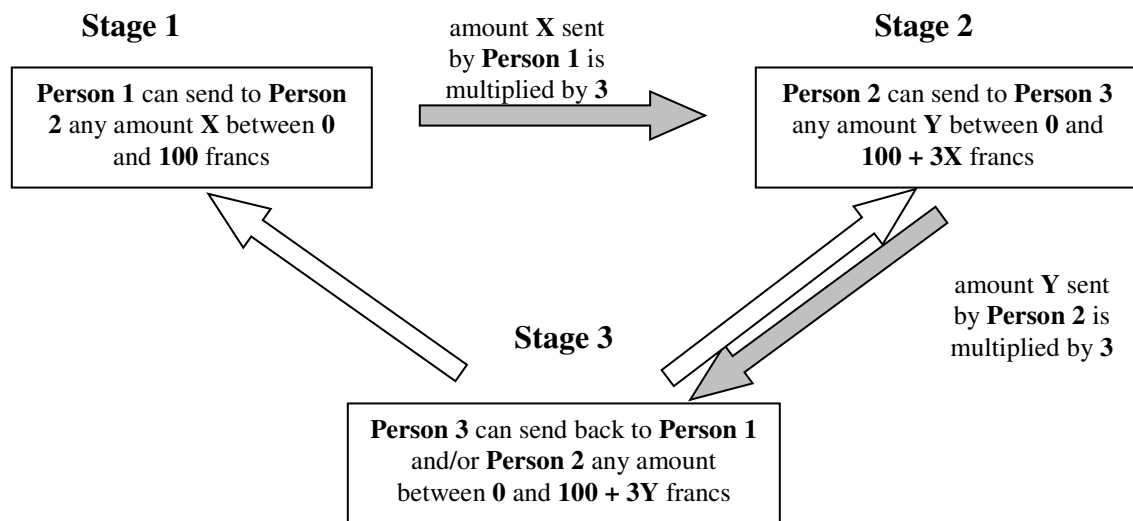 Stage 1
amount X sent
by Person 1 is
multiplied by 3
Stage 2
Person 1 can send to Person
2 any amount X between 0
and 100 francs
Person 2 can send to Person 3
any amount Y between 0 and
100 + 3X francs
amount Y sent
by Person 2 is
multiplied by 3
Stage 3
Person 3 can send back to Person 1
and/or Person 2 any amount
between 0 and 100 + 3Y francs